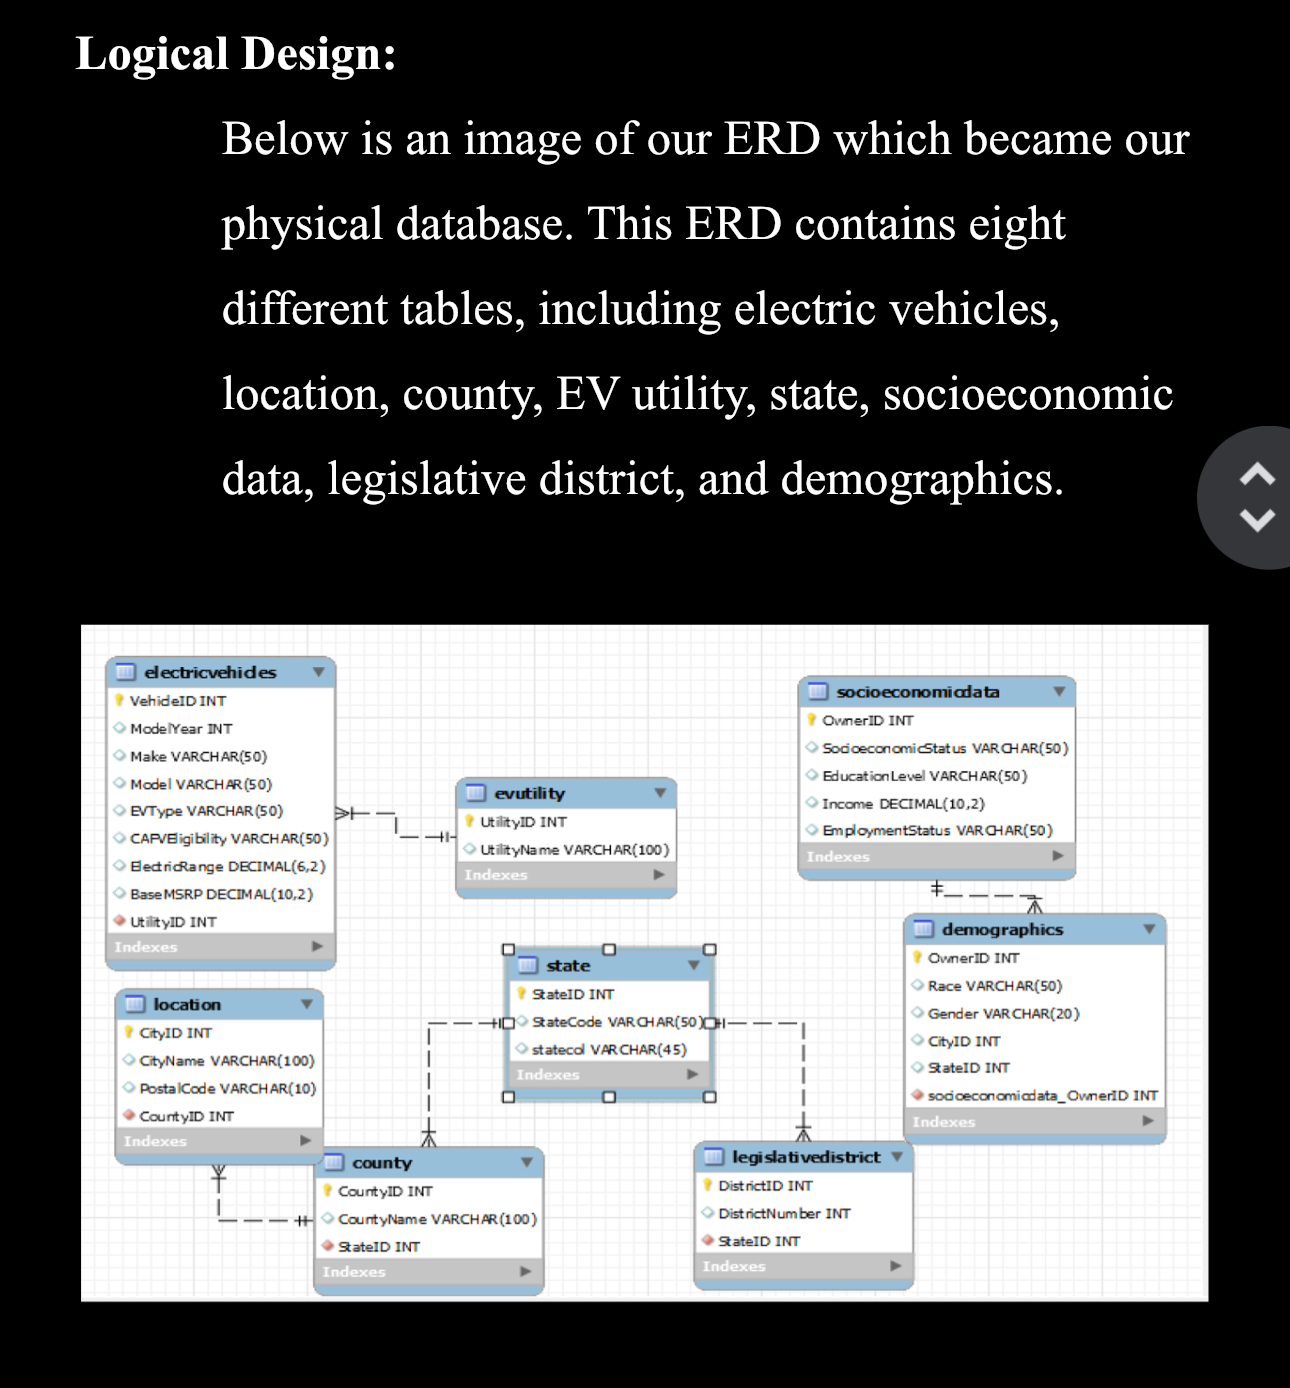 Logical Design:
Below is an image of our ERD which became our
physical database. This ERD contains eight
different tables, including electric vehicles,
location, county, EV utility, state, socioeconomic
data, legislative district, and demographics.
electricvehicles
VehicleID INT
ModelYear INT
Make VARCHAR(50)
Model VARCHAR(50)
EVType VARCHAR(50)
CAFVEligibility VARCHAR(50)
ElectricRange DECIMAL(6,2)
BaseMSRP DECIMAL(10,2)
UtilityID INT
Indexes
evutility
UtilityID INT
UtilityName VARCHAR(100)
Indexes
socioeconomicdata
OwnerID INT
SocioeconomicStatus VARCHAR(50)
EducationLevel VARCHAR(50)
Income DECIMAL(10,2)
EmploymentStatus VARCHAR(50)
Indexes
demographics
OwnerID INT
Race VARCHAR(50)
Gender VARCHAR(20)
CityID INT
StateID INT
socioeconomicdata_OwnerID INT
Indexes
state
StateID INT
StateCode VARCHAR(50)
statecol VARCHAR(45)
Indexes
location
CityID INT
CityName VARCHAR(100)
PostalCode VARCHAR(10)
CountyID INT
Indexes
county
CountyID INT
CountyName VARCHAR(100)
StateID INT
Indexes
legislativedistrict
DistrictID INT
DistrictNumber INT
StateID INT
Indexes